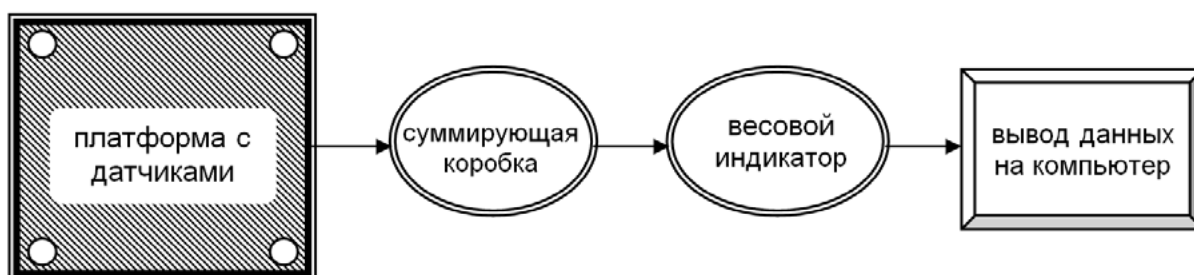 платформа с
датчиками
суммирующая
коробка
весовой
индикатор
вывод данных
на компьютер